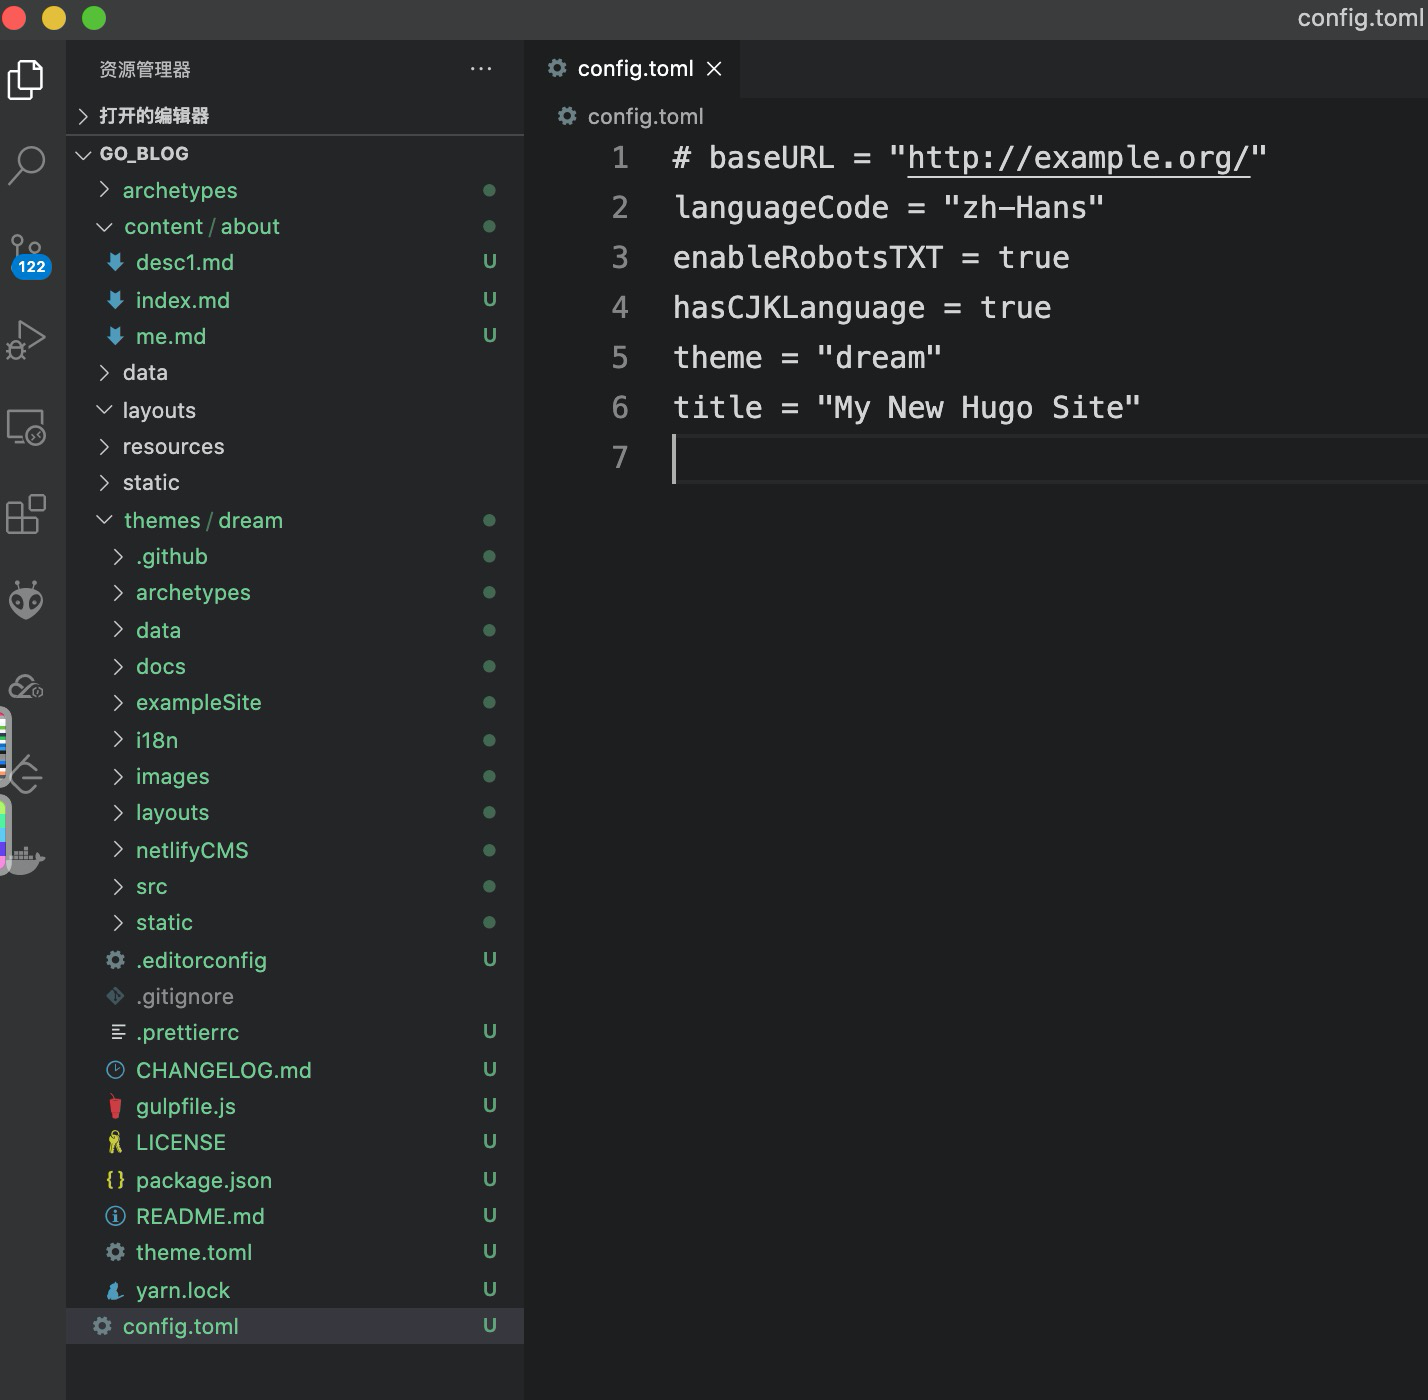 config.toml
资源管理器
打开的编辑器
GO_BLOG
archetypes
content / about
desc1.md U
index.md U
me.md U
data
layouts
resources
static
themes / dream
.github
archetypes
data
docs
exampleSite
i18n
images
layouts
netlifyCMS
src
static
.editorconfig U
.gitignore
.prettierrc U
CHANGELOG.md U
gulpfile.js U
LICENSE U
package.json U
README.md U
theme.toml U
yarn.lock U
config.toml U
122
config.toml
config.toml
1 # baseURL = "http://example.org/"
2 languageCode = "zh-Hans"
3 enableRobotsTXT = true
4 hasCJKLanguage = true
5 theme = "dream"
6 title = "My New Hugo Site"
7